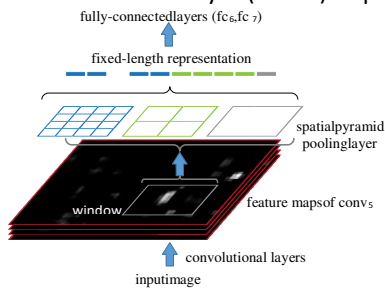 fully-connectedlayers (fc₆,fc ₇)
fixed-length representation
spatialpyramid
poolinglayer
window
feature mapsof conv₅
convolutional layers
inputimage